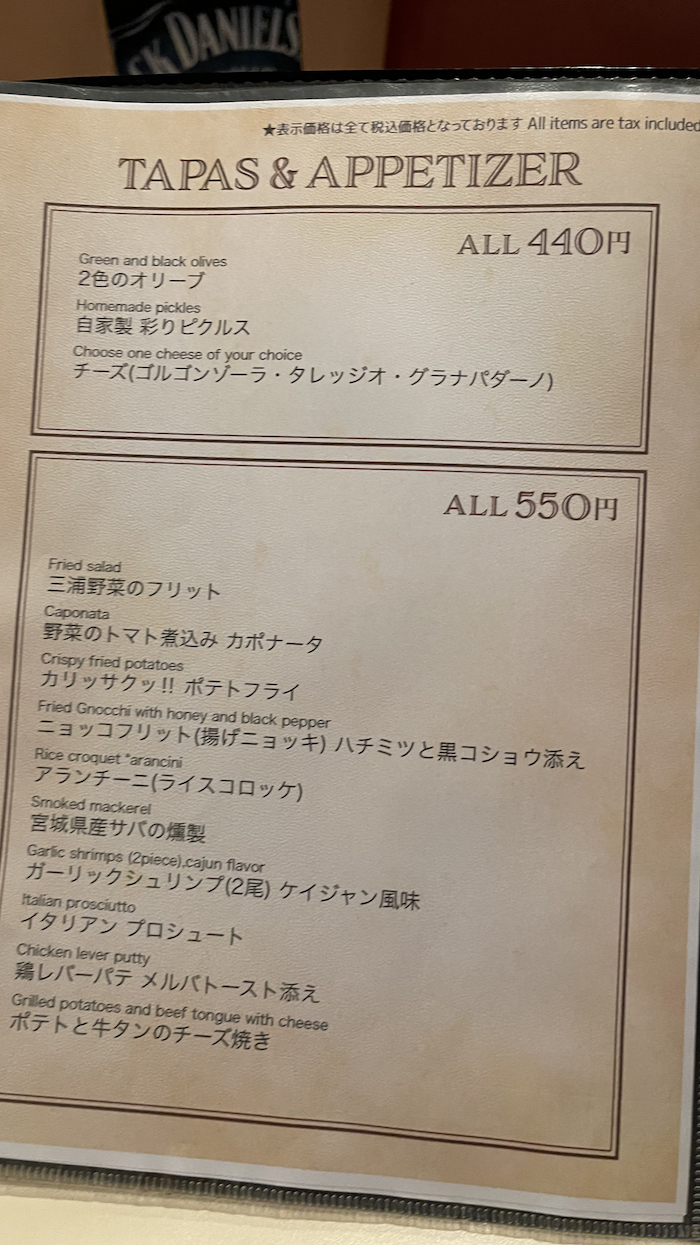 CK DANIEL'S
★表示価格は全て税込価格となっております All items are tax included
TAPAS & APPETIZER
ALL 440円
Green and black olives
2色のオリーブ
Homemade pickles
自家製 彩りピクルス
Choose one cheese of your choice
チーズ(ゴルゴンゾーラ・タレッジオ・グラナパダーノ)
ALL 550円
Fried salad
三浦野菜のフリット
Caponata
野菜のトマト煮込み カポナータ
Crispy fried potatoes
カリッサクッ!! ポテトフライ
Fried Gnocchi with honey and black pepper
ニョッコフリット(揚げニョッキ) ハチミツと黒コショウ添え
Rice croquet "arancini
アランチーニ(ライスコロッケ)
Smoked mackerel
宮城県産サバの燻製
Garlic shrimps (2piece),cajun flavor
ガーリックシュリンプ(2尾) ケイジャン風味
Italian prosciutto
イタリアン プロシュート
Chicken lever putty
鶏レバーパテ メルバトースト添え
Grilled potatoes and beef tongue with cheese
ポテトと牛タンのチーズ焼き